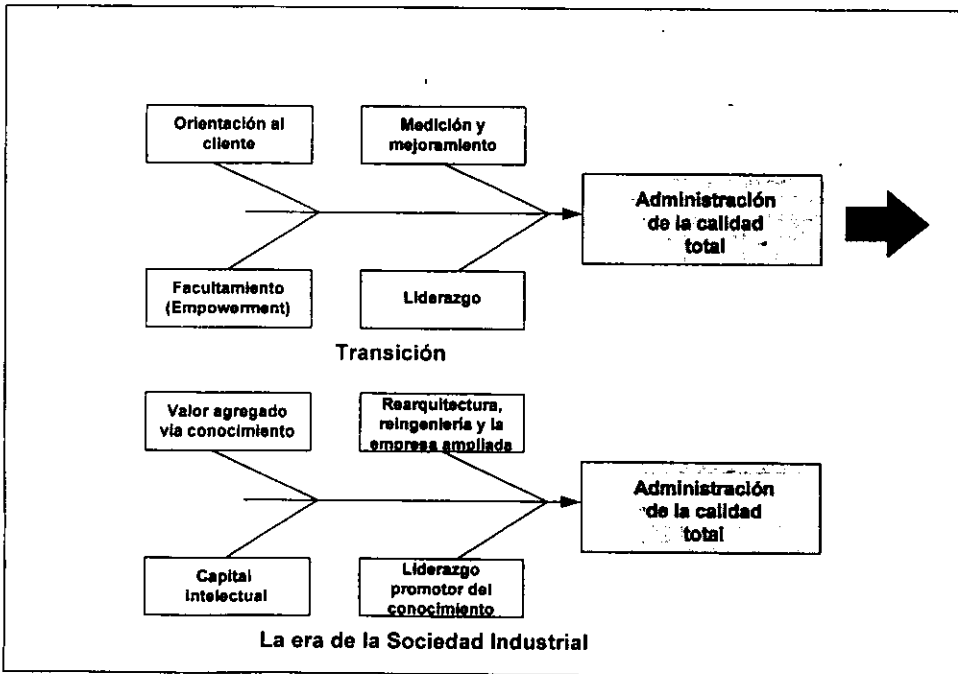 Orientación al
cliente
Medición y
mejoramiento
Administración
de la calidad
total
Facultamiento
(Empowerment)
Liderazgo
Transición
Valor agregado
via conocimiento
Rearquitectura,
reingeniería y la
empresa ampliada
Administración
de la calidad
total
Capital
intelectual
Liderazgo
promotor del
conocimiento
La era de la Sociedad Industrial